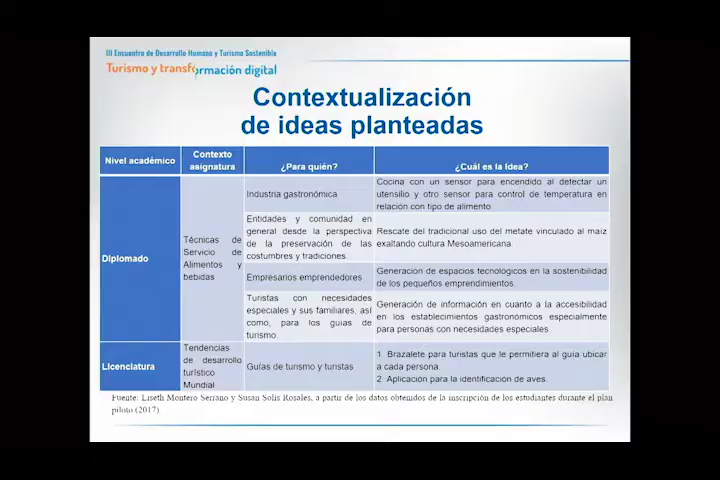 III Encuentro de Desarrollo Humano y Turismo Sostenible
Turismo y transformación digital
Contextualización
de ideas planteadas
Nivel académico
Contexto
asignatura
¿Para quién?
¿Cuál es la Idea?
Diplomado
Técnicas de
Servicio de
Alimentos y
bebidas
Industria gastronómica
Cocina con un sensor para encendido al detectar un
utensilio y otro sensor para control de temperatura en
relación con tipo de alimento
Entidades y comunidad en
general desde la perspectiva
de la preservación de las
costumbres y tradiciones.
Rescate del tradicional uso del metate vinculado al maíz
exaltando cultura Mesoamericana.
Empresarios emprendedores
Generación de espacios tecnológicos en la sostenibilidad
de los pequeños emprendimientos.
Turistas con necesidades
especiales y sus familiares, así
como, para los guías de
turismo
Generación de información en cuanto a la accesibilidad
en los establecimientos gastronómicos especialmente
para personas con necesidades especiales.
Licenciatura
Tendencias
de desarrollo
turístico
Mundial
Guías de turismo y turistas
1. Brazalete para turistas que le permitiera al guía ubicar
a cada persona.
2. Aplicación para la identificación de aves.
Fuente: Liseth Montero Serrano y Susan Solís Rosales, a partir de los datos obtenidos de la inscripción de los estudiantes durante el plan
piloto (2017).